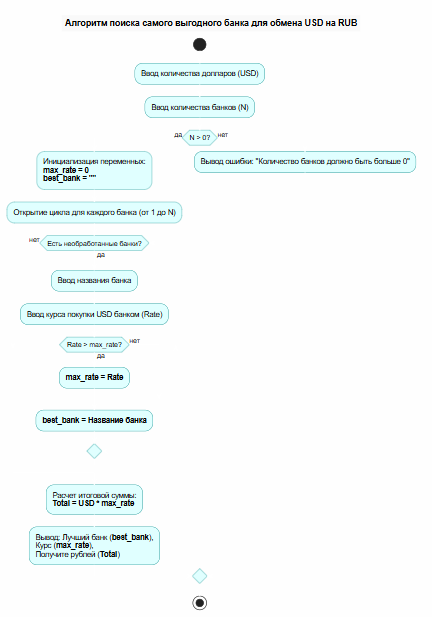 Алгоритм поиска самого выгодного банка для обмена USD на RUB
Ввод количества долларов (USD)
Ввод количества банков (N)
да
N > 0?
нет
Инициализация переменных:
max_rate = 0
best_bank = ""
Вывод ошибки: "Количество банков должно быть больше 0"
Открытие цикла для каждого банка (от 1 до N)
нет
Есть необработанные банки?
да
Ввод названия банка
Ввод курса покупки USD банком (Rate)
Rate > max_rate?
нет
да
max_rate = Rate
best_bank = Название банка
Расчет итоговой суммы:
Total = USD * max_rate
Вывод: Лучший банк (best_bank),
Курс (max_rate),
Получите рублей (Total)